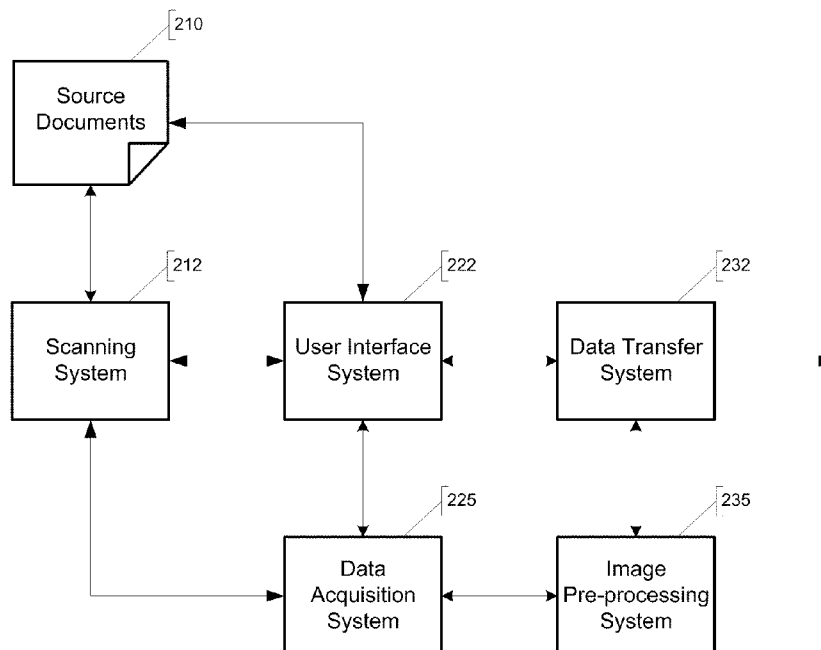 210
Source
Documents
212
Scanning
System
222
User Interface
System
232
Data Transfer
System
225
Data
Acquisition
System
235
Image
Pre-processing
System